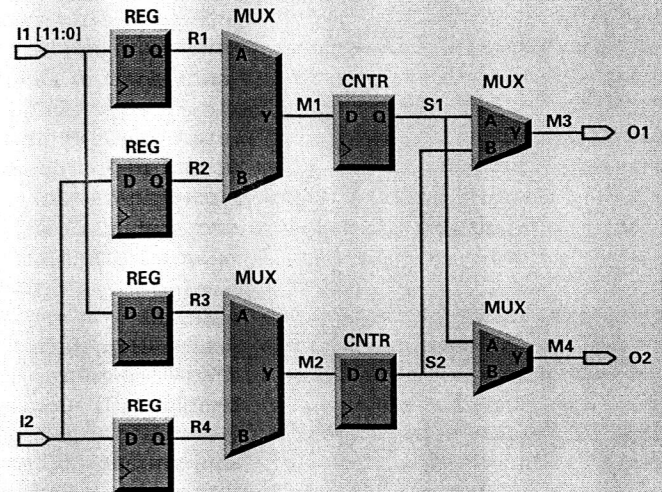 REG MUX
I1 [11:0] D Q R1 A
CNTR MUX
Y M1 D Q S1 A Y M3 O1
REG
D Q R2 B B
REG MUX
D Q R3 A
MUX
CNTR A Y M4 O2
Y M2 D Q S2 B
REG
I2 D Q R4 B